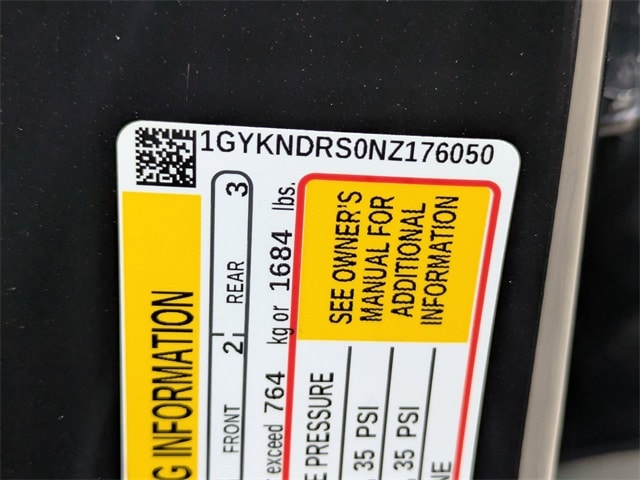 1GYKNDRS0NZ176050
INFORMATION
FRONT 2 REAR 3
exceed 764 kg or 1684 lbs.
SEE OWNER'S
MANUAL FOR
ADDITIONAL
INFORMATION
PRESSURE
35 PSI
35 PSI